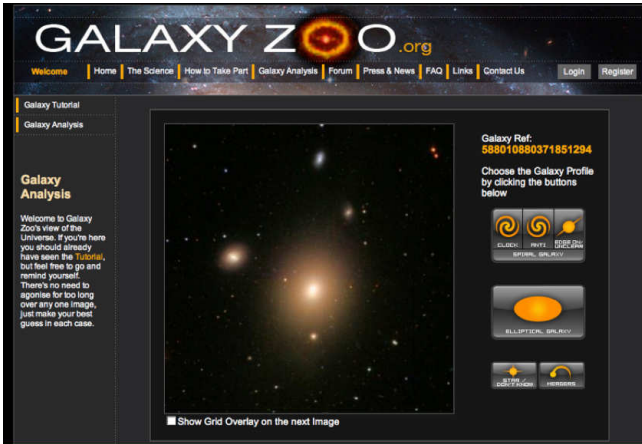 GALAXY ZOO.org
Welcome Home The Science How to Take Part Galaxy Analysis Forum Press & News FAQ Links Contact Us Login Register
Galaxy Tutorial
Galaxy Analysis
Galaxy
Analysis
Welcome to Galaxy
Zoo's view of the
Universe. If you're here
you should already
have seen the Tutorial,
but feel free to go and
remind yourself.
There's no need to
agonise for too long
over any one image,
just make your best
guess in each case.
Show Grid Overlay on the next Image
Galaxy Ref:
588010880371851294
Choose the Galaxy Profile
by clicking the buttons
below
CLOCK ANTI EDGE ON/
UNCLEAR
SPIRAL GALAXY
ELLIPTICAL GALAXY
STAR / MERGERS
DON'T KNOW